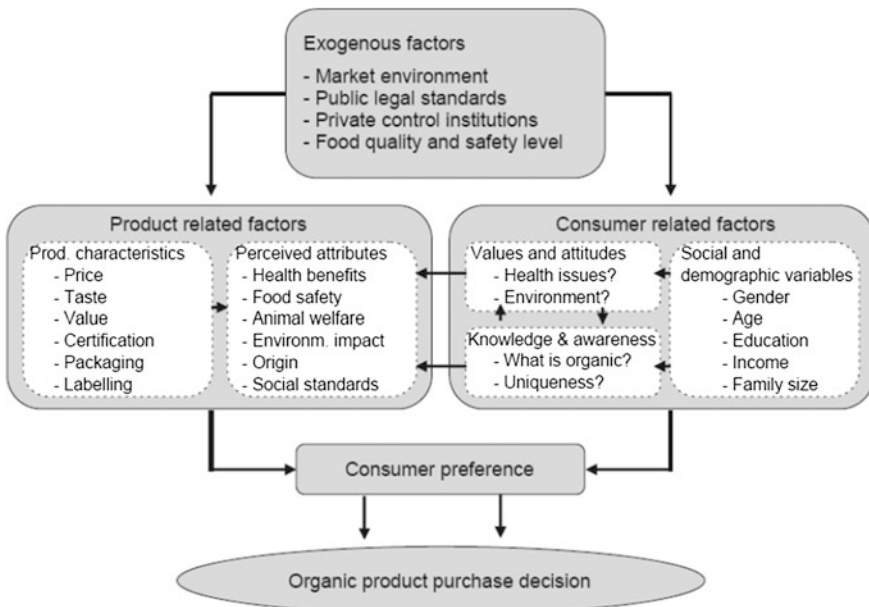 Exogenous factors
- Market environment
- Public legal standards
- Private control institutions
- Food quality and safety level
Product related factors
Prod. characteristics
- Price
- Taste
- Value
- Certification
- Packaging
- Labelling
Perceived attributes
- Health benefits
- Food safety
- Animal welfare
- Environm. impact
- Origin
- Social standards
Consumer related factors
Values and attitudes
- Health issues?
- Environment?
Knowledge & awareness
- What is organic?
- Uniqueness?
Social and
demographic variables
- Gender
- Age
- Education
- Income
- Family size
Consumer preference
Organic product purchase decision